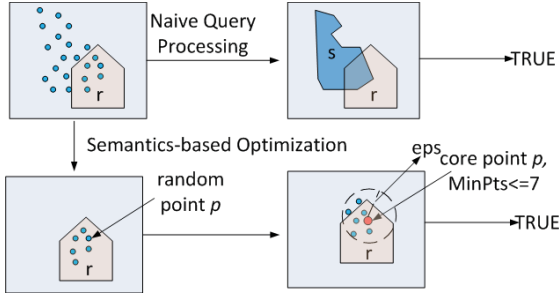 Naive Query
Processing
TRUE
s
r
r
Semantics-based Optimization
eps
core point p,
MinPts<=7
random
point p
TRUE
r
r